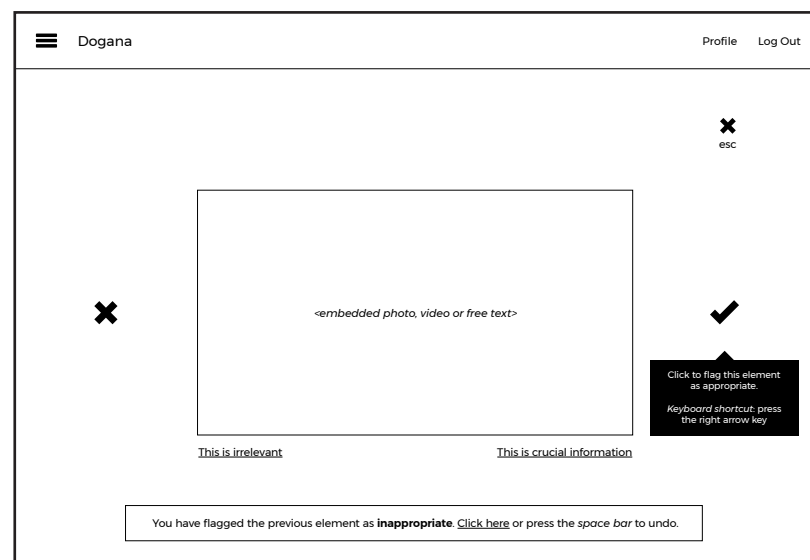 Dogana
Profile
Log Out
esc
<embedded photo, video or free text>
Click to flag this element
as appropriate.
Keyboard shortcut: press
the right arrow key
This is irrelevant
This is crucial information
You have flagged the previous element as inappropriate. Click here or press the space bar to undo.